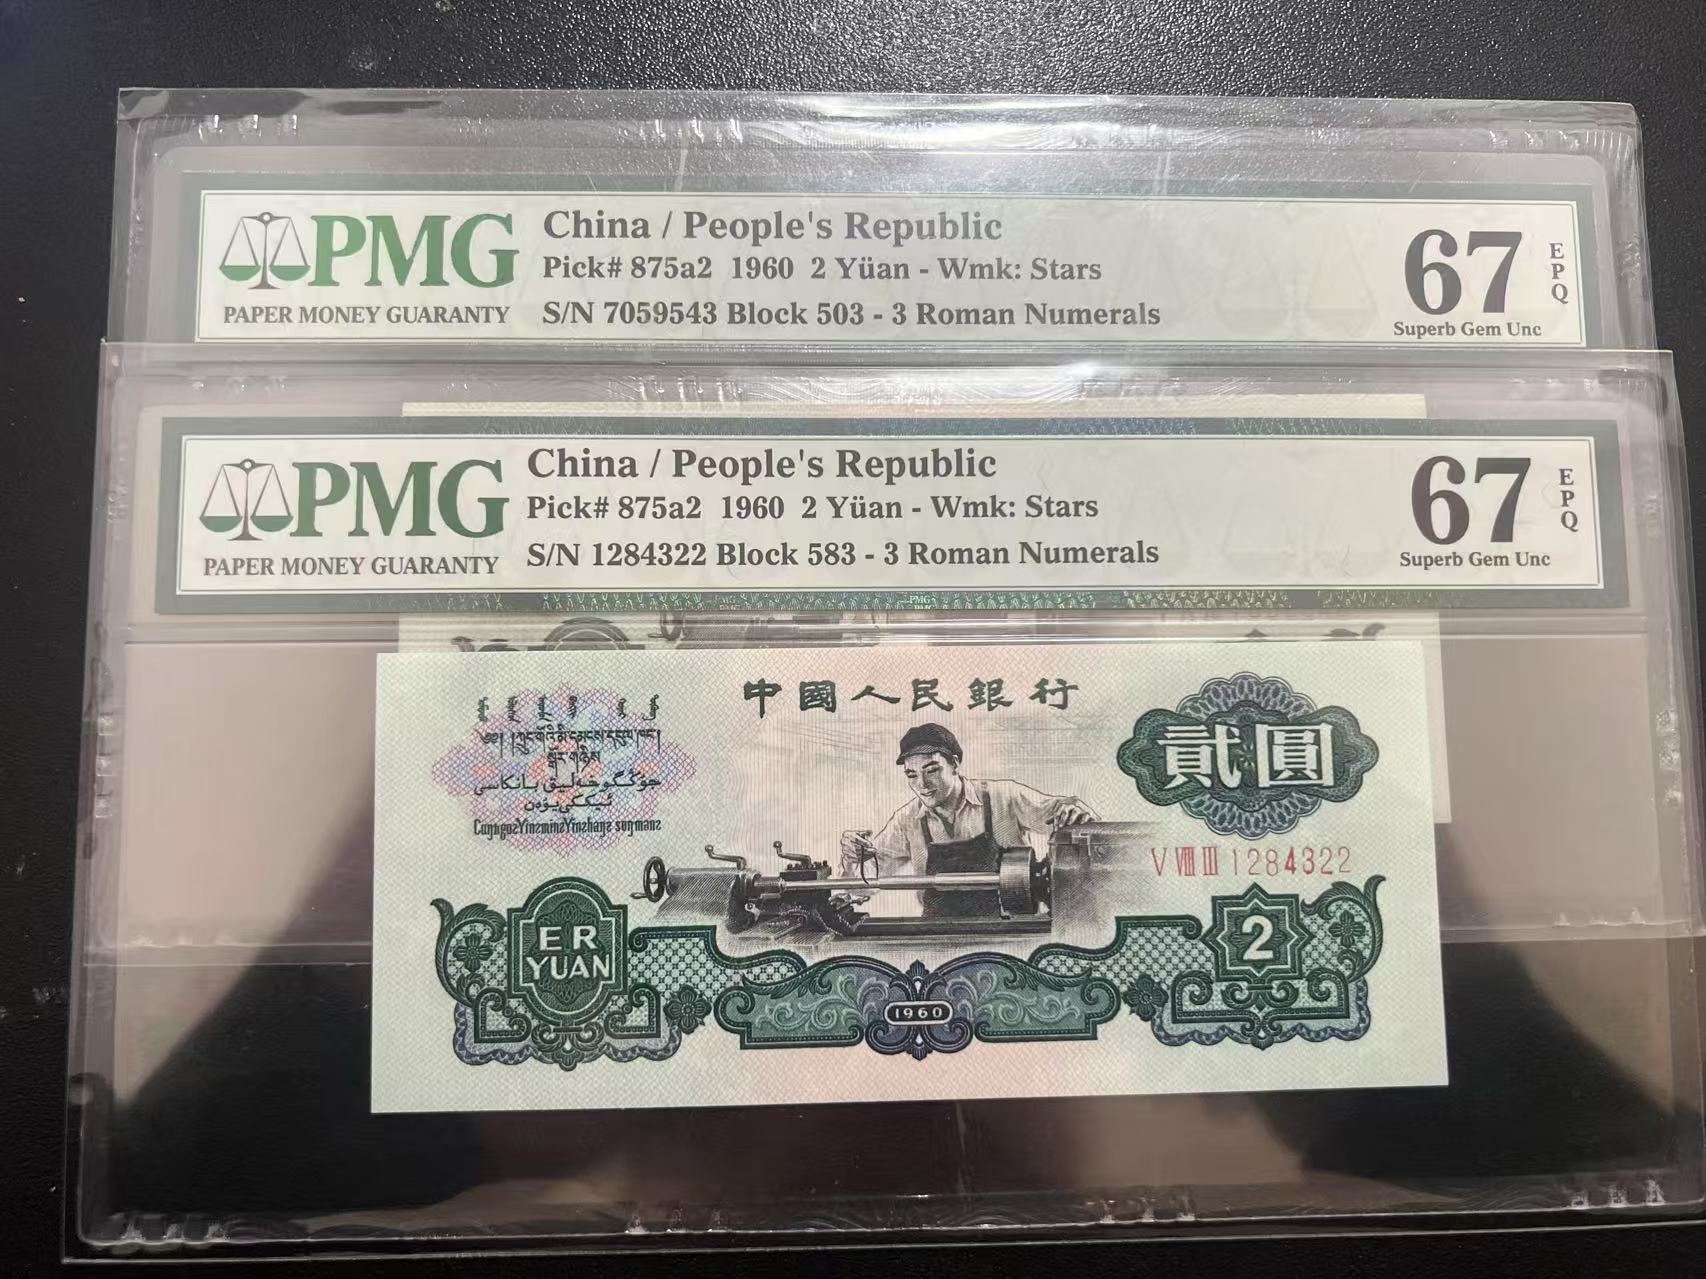 PMG
PAPER MONEY GUARANTY
China / People's Republic
Pick# 875a2 1960 2 Yüan - Wmk: Stars
S/N 7059543 Block 503 - 3 Roman Numerals
67
EPQ
Superb Gem Unc
PMG
PAPER MONEY GUARANTY
China / People's Republic
Pick# 875a2 1960 2 Yüan - Wmk: Stars
S/N 1284322 Block 583 - 3 Roman Numerals
67
EPQ
Superb Gem Unc
PMG
中國人民銀行
貳圓
V VIII III 1284322
ER
YUAN
2
1960